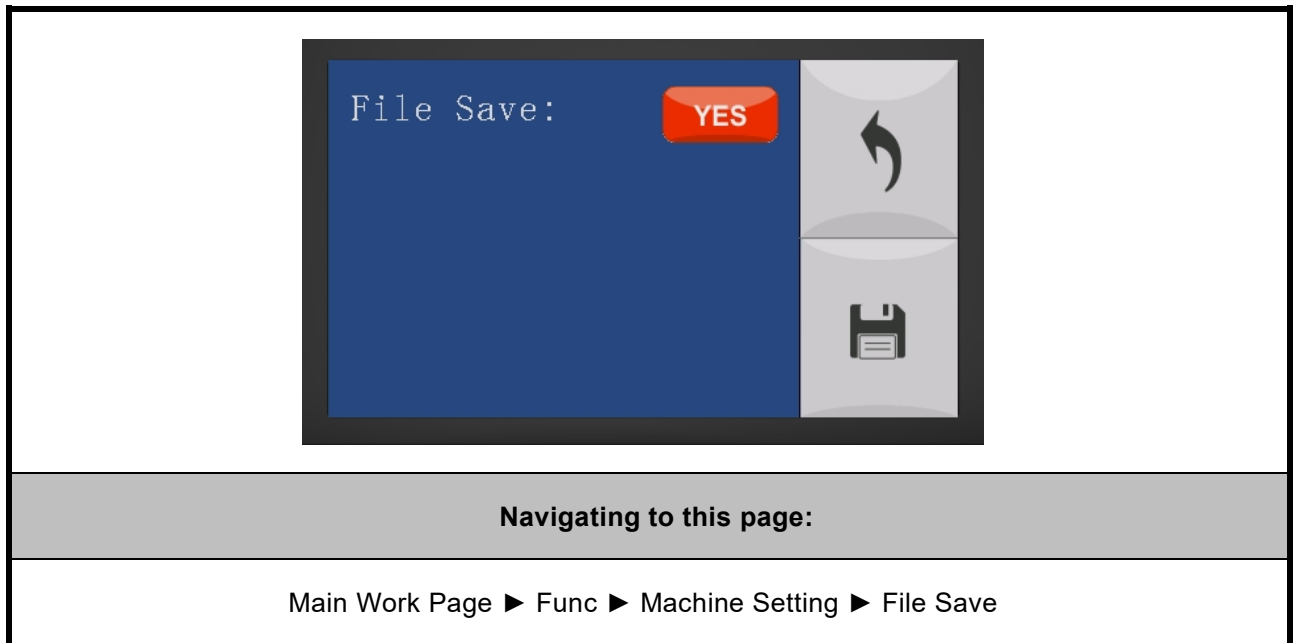 File Save: YES
Navigating to this page:
Main Work Page ► Func ► Machine Setting ► File Save